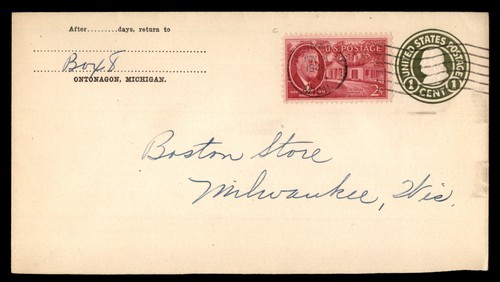 After.........days, return to
Box 8
ONTONAGON, MICHIGAN.
U.S. POSTAGE
2¢
UNITED STATES POSTAGE
1 CENT 1
Boston Store
Milwaukee, Wis.